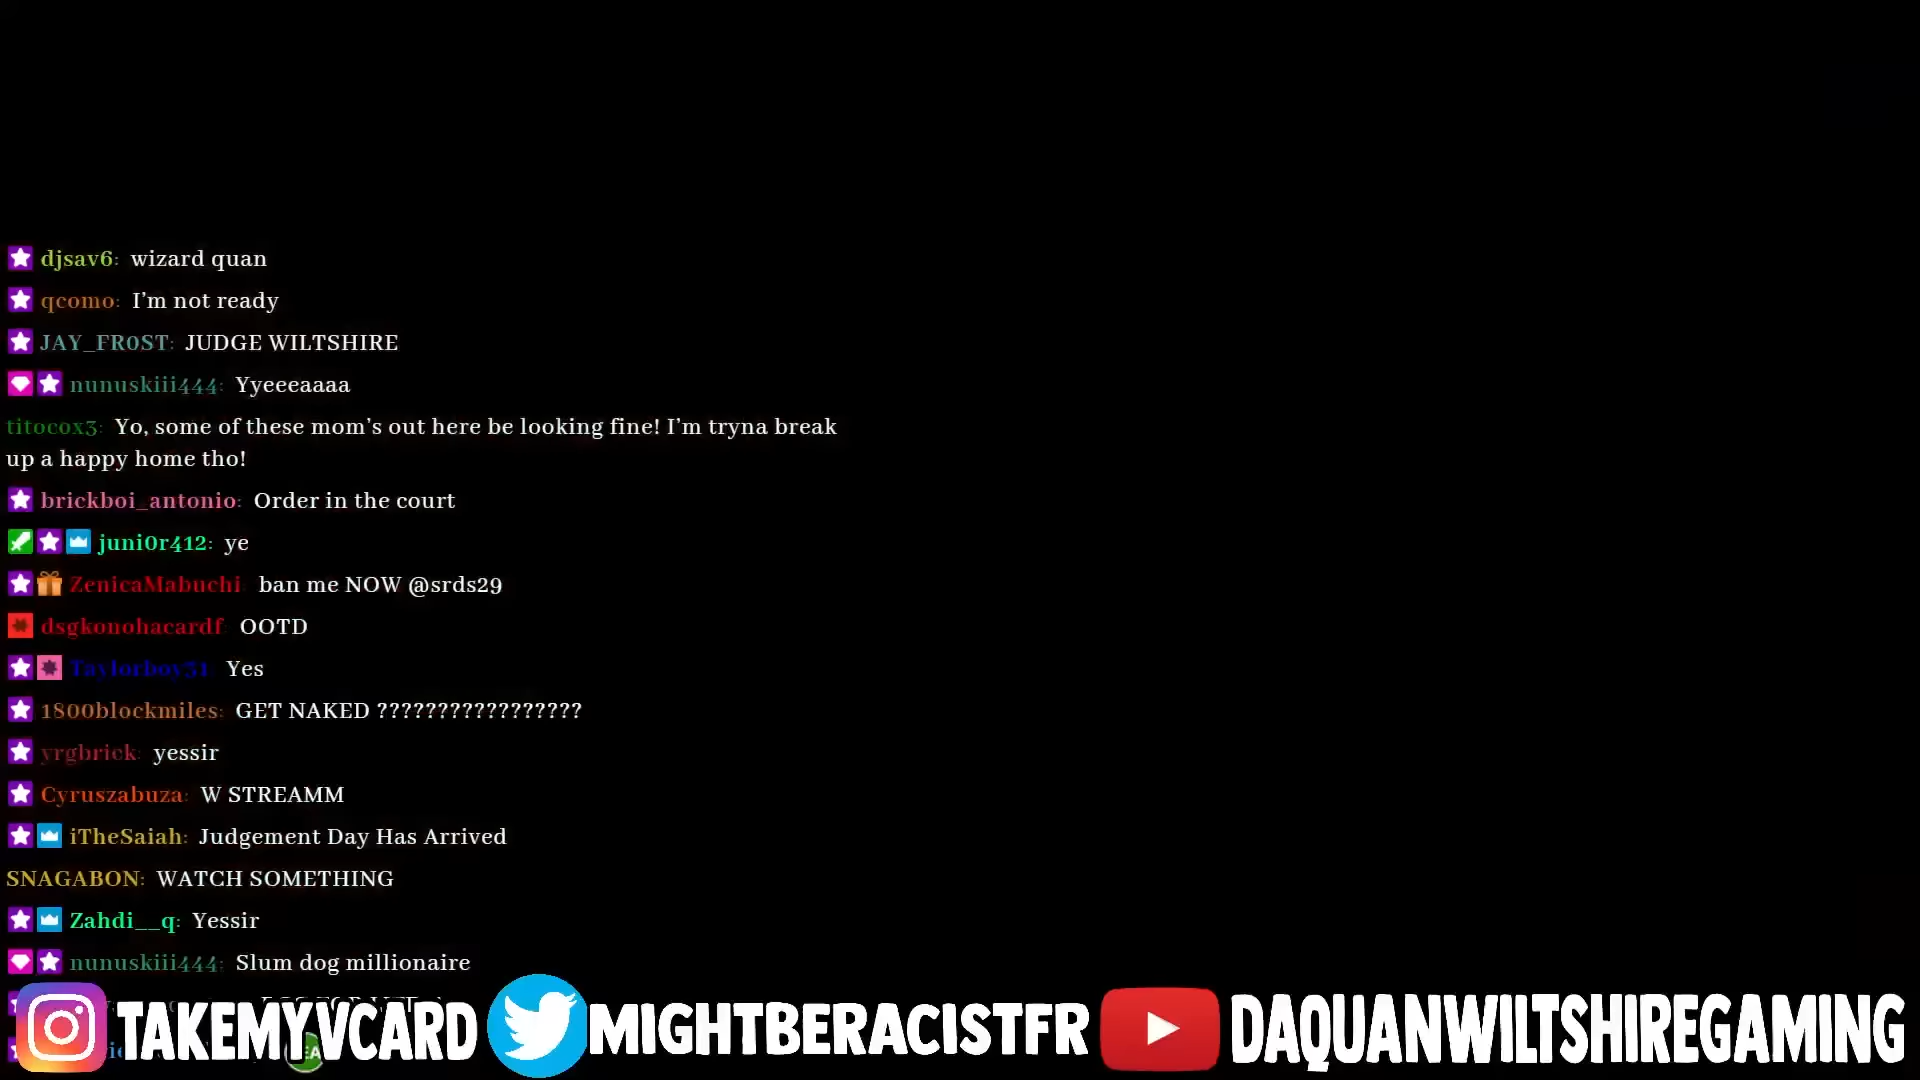 djsav6: wizard quan
qcomo: I'm not ready
JAY_FR0ST: JUDGE WILTSHIRE
nunuskiii444: Yyeeeaaaa
titocox3: Yo, some of these mom's out here be looking fine! I'm tryna break
up a happy home tho!
brickboi_antonio: Order in the court
juni0r412: ye
ZenicaMabuchi: ban me NOW @srds29
dsgkonohacardf: OOTD
Taylorboy31: Yes
1800blockmiles: GET NAKED ?????????????????
yrgbrick: yessir
Cyruszabuza: W STREAMM
iTheSaiah: Judgement Day Has Arrived
SNAGABON: WATCH SOMETHING
Zahdi__q: Yessir
nunuskiii444: Slum dog millionaire
TAKEMYVCARD MIGHTBERACISTFR DAQUANWILTSHIREGAMING